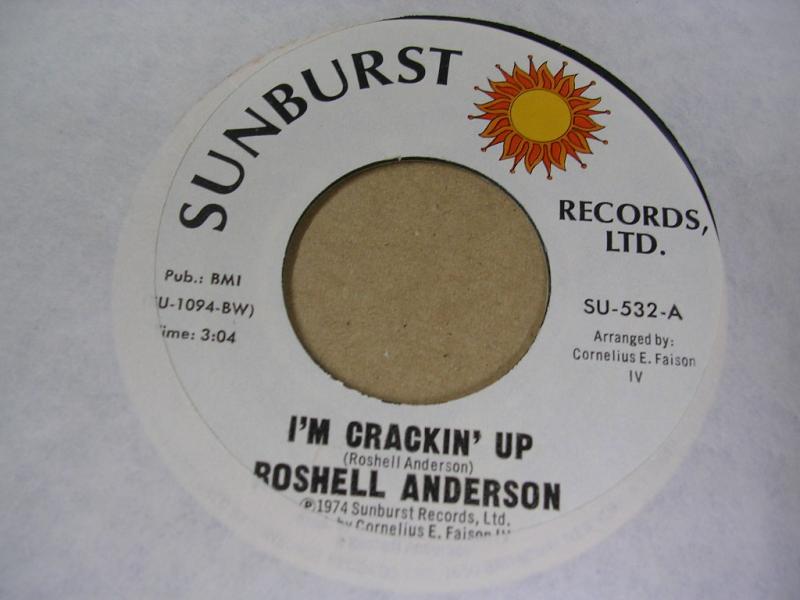 SUNBURST
RECORDS,
LTD.
Pub.: BMI
U-1094-BW)
ime: 3:04
SU-532-A
Arranged by:
Cornelius E. Faison
IV
I'M CRACKIN' UP
(Roshell Anderson)
ROSHELL ANDERSON
℗1974 Sunburst Records, Ltd.
by Cornelius E. Faison IV